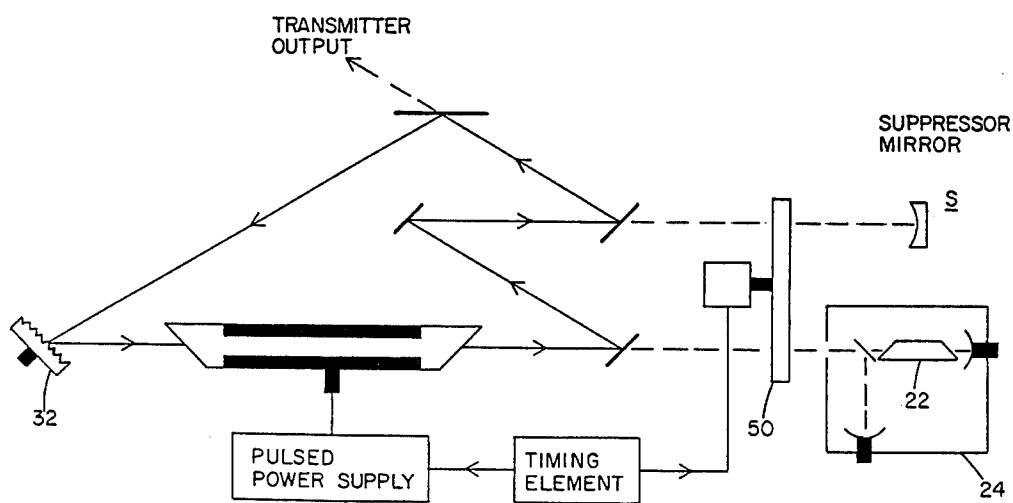 TRANSMITTER
OUTPUT
SUPPRESSOR
MIRROR
S
32
22
50
PULSED
POWER SUPPLY
TIMING
ELEMENT
24